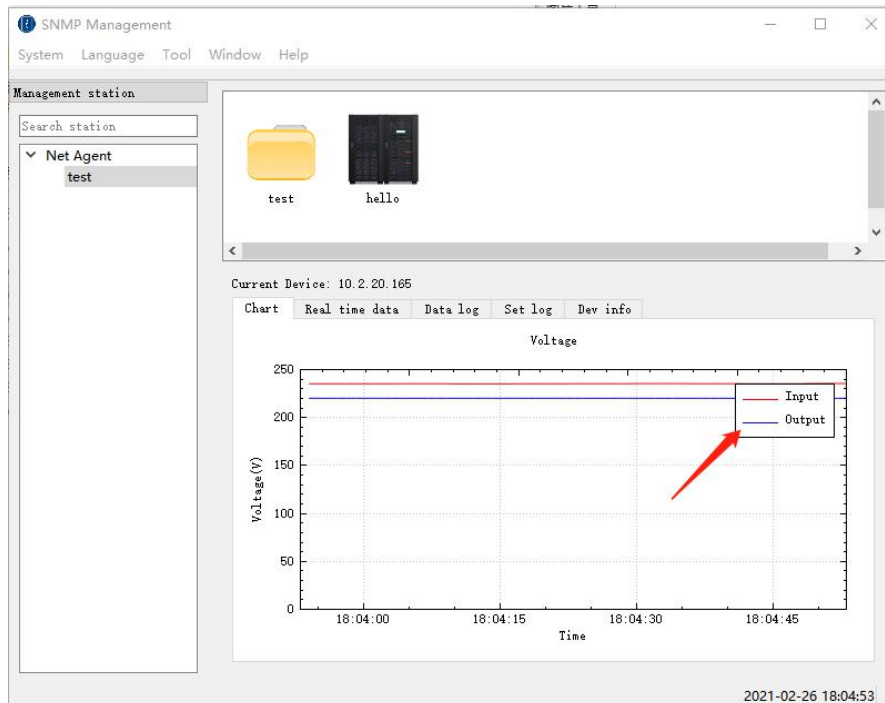 SNMP Management
System Language Tool Window Help
Management station
Search station
Net Agent
test
test hello
Current Device: 10.2.20.165
Chart Real time data Data log Set log Dev info
Voltage
250
200
150
100
50
0
Voltage(V)
Input
Output
18:04:00 18:04:15 18:04:30 18:04:45
Time
2021-02-26 18:04:53